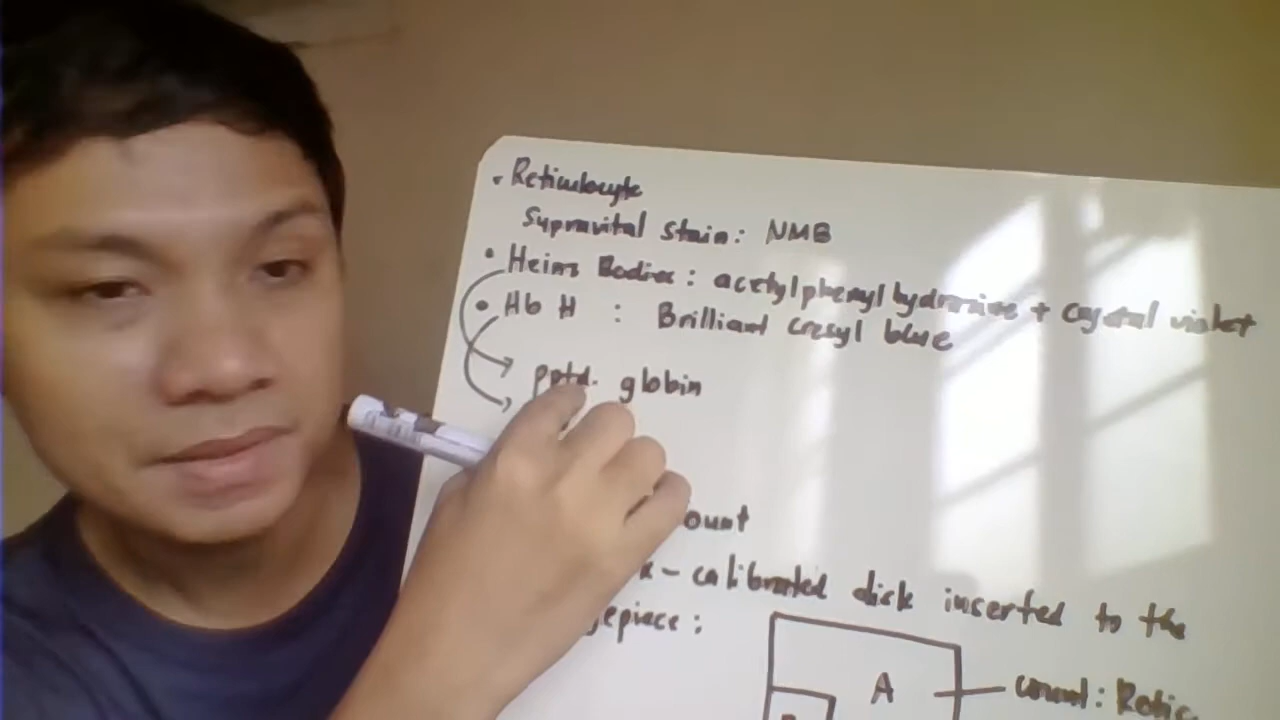 • Reticulocyte
Supravital Stain: NMB
• Heinz Bodies: acetylphenylhydrazine + crystal violet
• Hb H : Brilliant cresyl blue
pptd. globin
ount
- calibrated disk inserted to the
epiece:
A
count: Retic